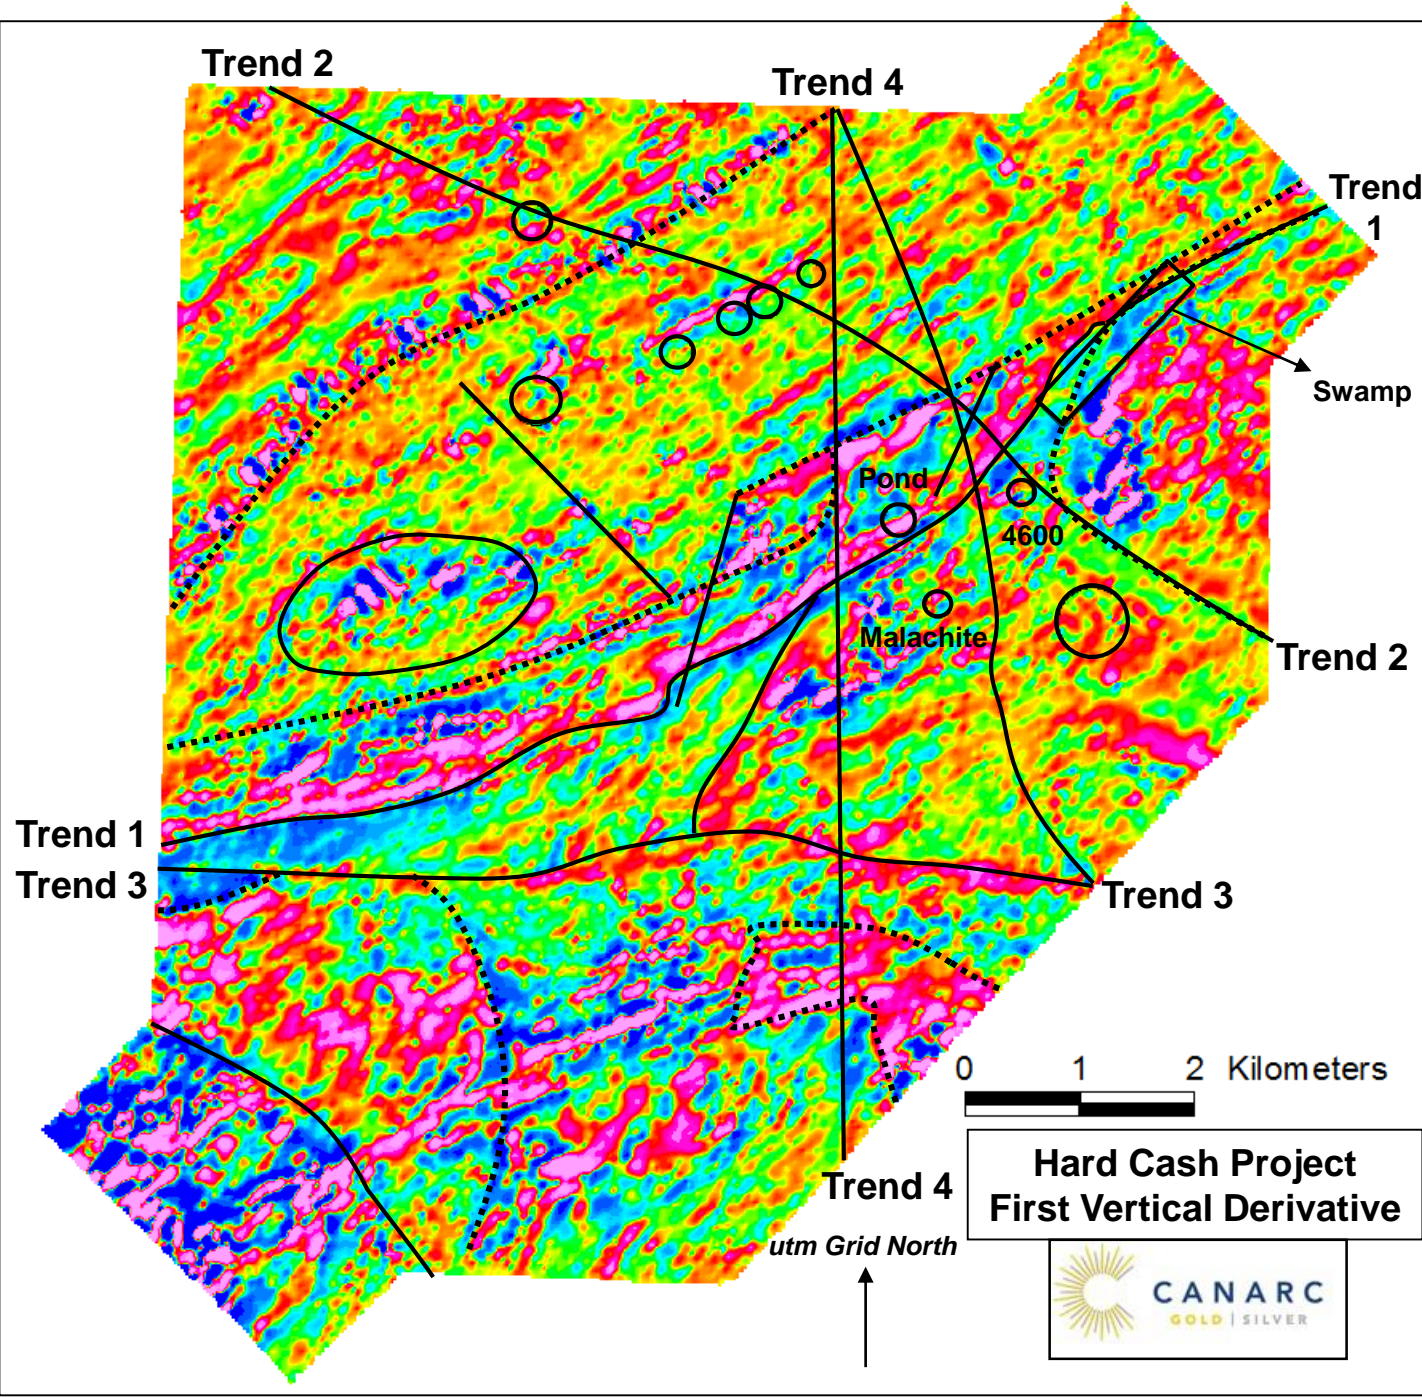 Trend 2
Trend 4
Trend
1
Swamp
Pond
4600
Malachite
Trend 2
Trend 1
Trend 3
Trend 3
0 1 2 Kilometers
Hard Cash Project
First Vertical Derivative
Trend 4
utm Grid North
CANARC
GOLD | SILVER